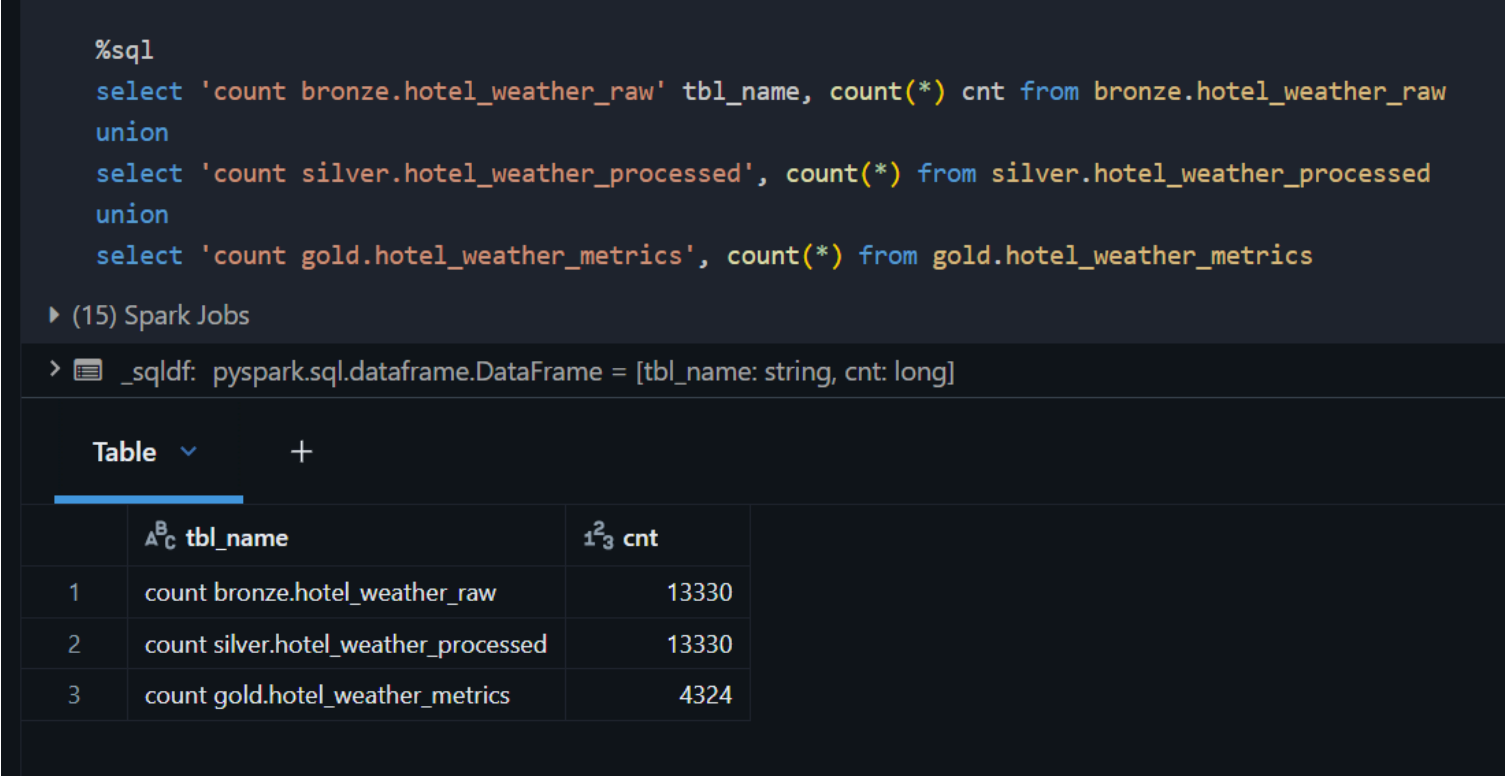 %sql
select 'count bronze.hotel_weather_raw' tbl_name, count(*) cnt from bronze.hotel_weather_raw
union
select 'count silver.hotel_weather_processed', count(*) from silver.hotel_weather_processed
union
select 'count gold.hotel_weather_metrics', count(*) from gold.hotel_weather_metrics
(15) Spark Jobs
_sqldf: pyspark.sql.dataframe.DataFrame = [tbl_name: string, cnt: long]
Table +
ABC tbl_name 123 cnt
1 count bronze.hotel_weather_raw 13330
2 count silver.hotel_weather_processed 13330
3 count gold.hotel_weather_metrics 4324